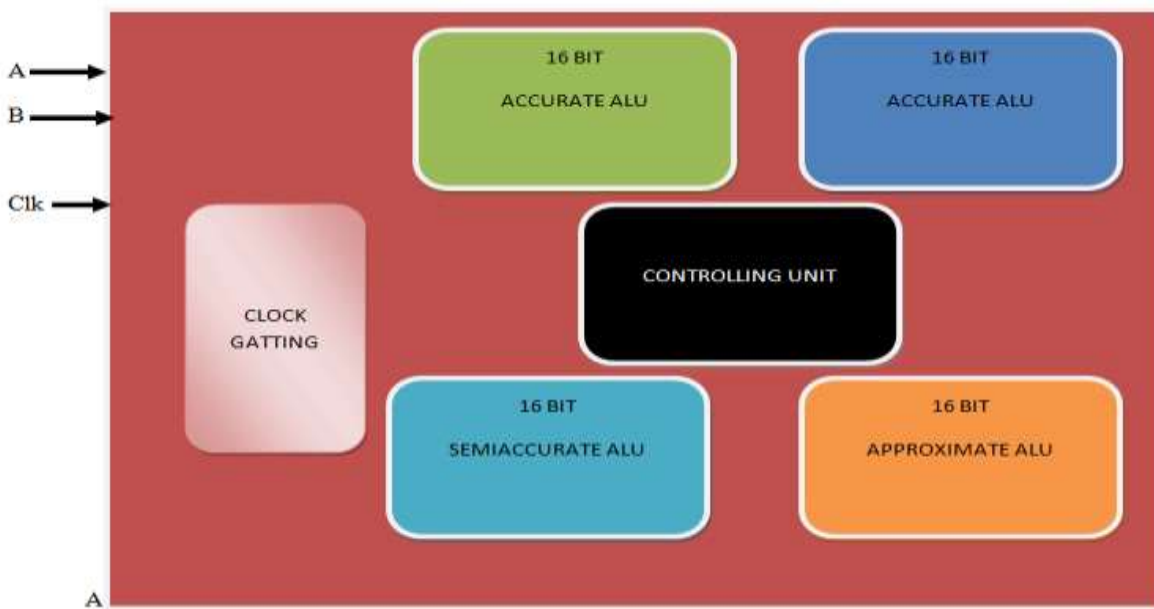 A
B
Clk
16 BIT
ACCURATE ALU
16 BIT
ACCURATE ALU
CONTROLLING UNIT
CLOCK
GATTING
16 BIT
SEMIACCURATE ALU
16 BIT
APPROXIMATE ALU
A